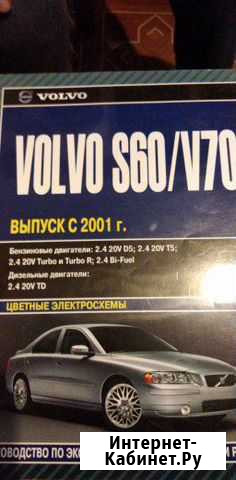 VOLVO
VOLVO S60/V70
ВЫПУСК С 2001 г.
Бензиновые двигатели: 2.4 20V D5; 2.4 20V T5;
2.4 20V Turbo и Turbo R; 2.4 Bi-Fuel
Дизельные двигатели:
2.4 20V TD
ЦВЕТНЫЕ ЭЛЕКТРОСХЕМЫ
Интернет-
Кабинет.Ру